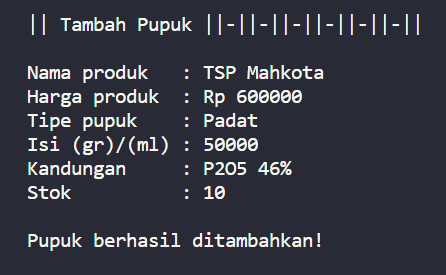 || Tambah Pupuk ||-||-||-||-||-||-||
Nama produk   : TSP Mahkota
Harga produk  : Rp 600000
Tipe pupuk    : Padat
Isi (gr)/(ml) : 50000
Kandungan     : P2O5 46%
Stok          : 10
Pupuk berhasil ditambahkan!